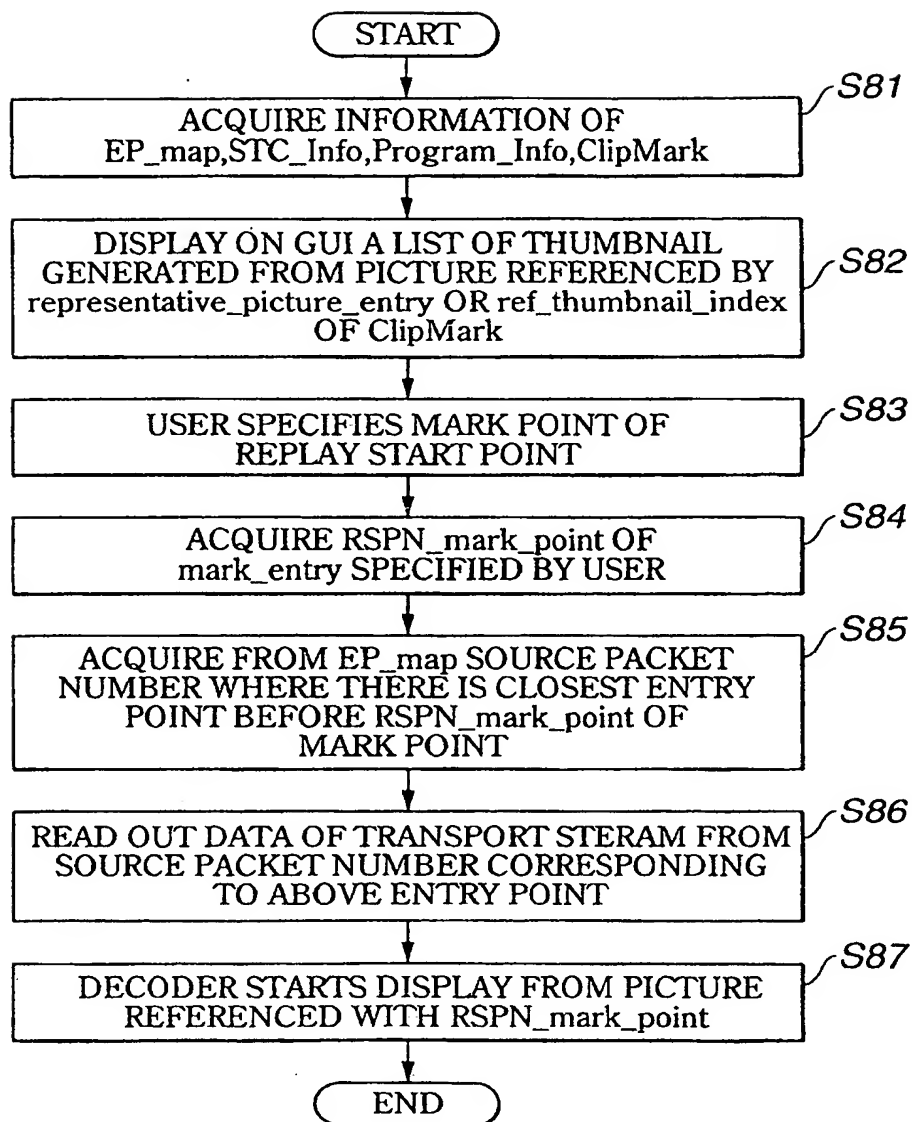 START
S81
ACQUIRE INFORMATION OF
EP_map,STC_Info,Program_Info,ClipMark
S82
DISPLAY ON GUI A LIST OF THUMBNAIL
GENERATED FROM PICTURE REFERENCED BY
representative_picture_entry OR ref_thumbnail_index
OF ClipMark
S83
USER SPECIFIES MARK POINT OF
REPLAY START POINT
S84
ACQUIRE RSPN_mark_point OF
mark_entry SPECIFIED BY USER
S85
ACQUIRE FROM EP_map SOURCE PACKET
NUMBER WHERE THERE IS CLOSEST ENTRY
POINT BEFORE RSPN_mark_point OF
MARK POINT
S86
READ OUT DATA OF TRANSPORT STERAM FROM
SOURCE PACKET NUMBER CORRESPONDING
TO ABOVE ENTRY POINT
S87
DECODER STARTS DISPLAY FROM PICTURE
REFERENCED WITH RSPN_mark_point
END